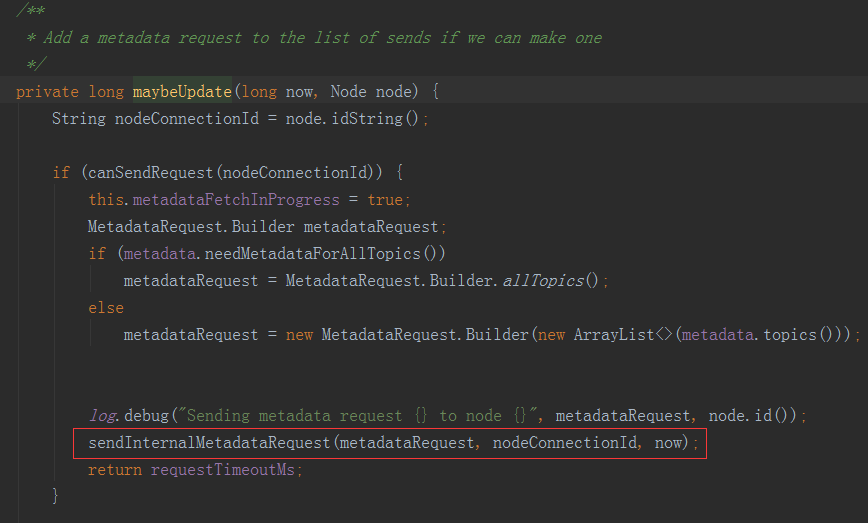 /**
 * Add a metadata request to the list of sends if we can make one
 */
private long maybeUpdate(long now, Node node) {
    String nodeConnectionId = node.idString();
    if (canSendRequest(nodeConnectionId)) {
        this.metadataFetchInProgress = true;
        MetadataRequest.Builder metadataRequest;
        if (metadata.needMetadataForAllTopics())
            metadataRequest = MetadataRequest.Builder.allTopics();
        else
            metadataRequest = new MetadataRequest.Builder(new ArrayList<>(metadata.topics()));
        log.debug("Sending metadata request {} to node {}", metadataRequest, node.id());
        sendInternalMetadataRequest(metadataRequest, nodeConnectionId, now);
        return requestTimeoutMs;
    }